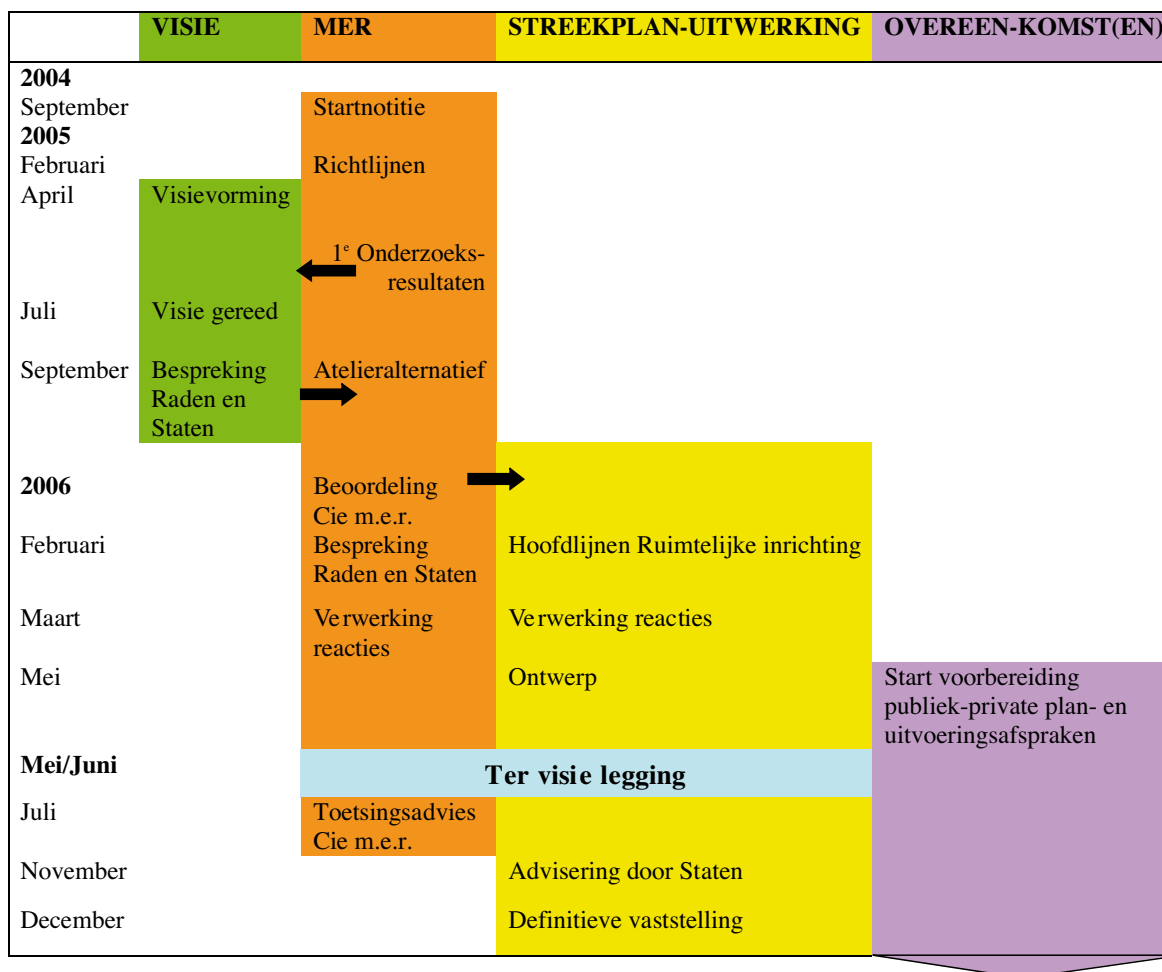 VISIE MER STREEKPLAN-UITWERKING OVEREEN-KOMST(EN)
2004
September Startnotitie
2005
Februari Richtlijnen
April Visievorming
1e Onderzoeks-
resultaten
Juli Visie gereed
September Bespreking Atelieralternatief
Raden en
Staten
2006 Beoordeling
Cie m.e.r.
Februari Bespreking Hoofdlijnen Ruimtelijke inrichting
Raden en Staten
Maart Verwerking Verwerking reacties
reacties
Mei Ontwerp Start voorbereiding
publiek-private plan- en
uitvoeringsafspraken
Mei/Juni Ter visie legging
Juli Toetsingsadvies
Cie m.e.r.
November Advisering door Staten
December Definitieve vaststelling